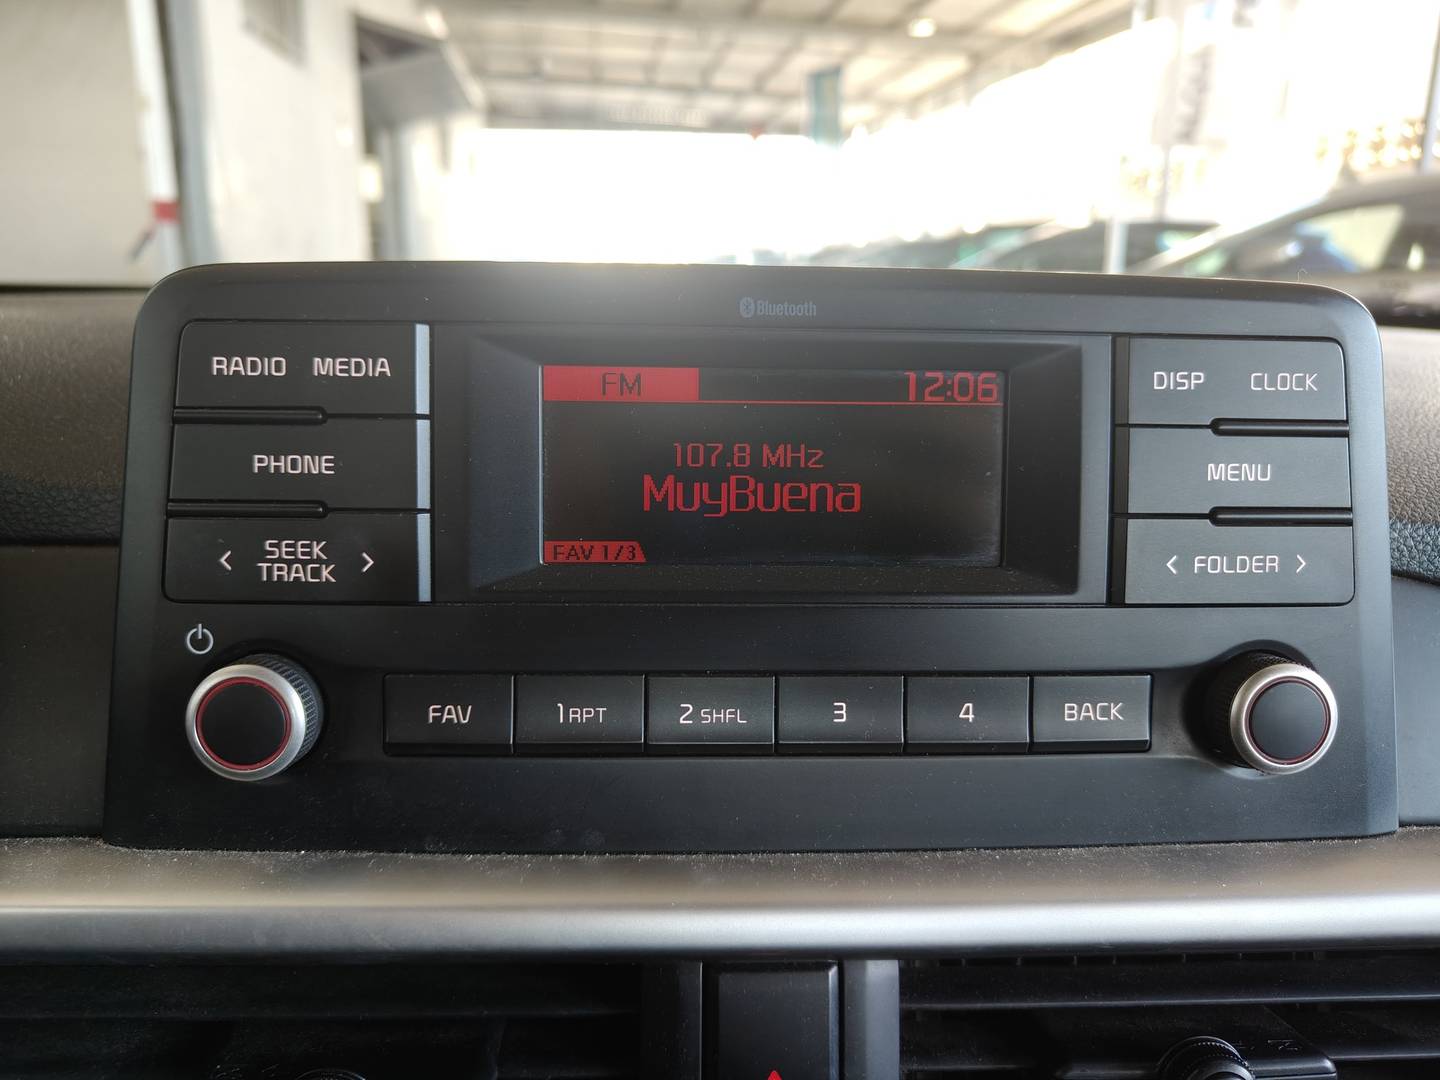 Bluetooth
RADIO MEDIA
PHONE
< SEEK TRACK >
FM 12:06
107.8 MHz
MuyBuena
FAV 1/3
DISP CLOCK
MENU
< FOLDER >
FAV 1 RPT 2 SHFL 3 4 BACK